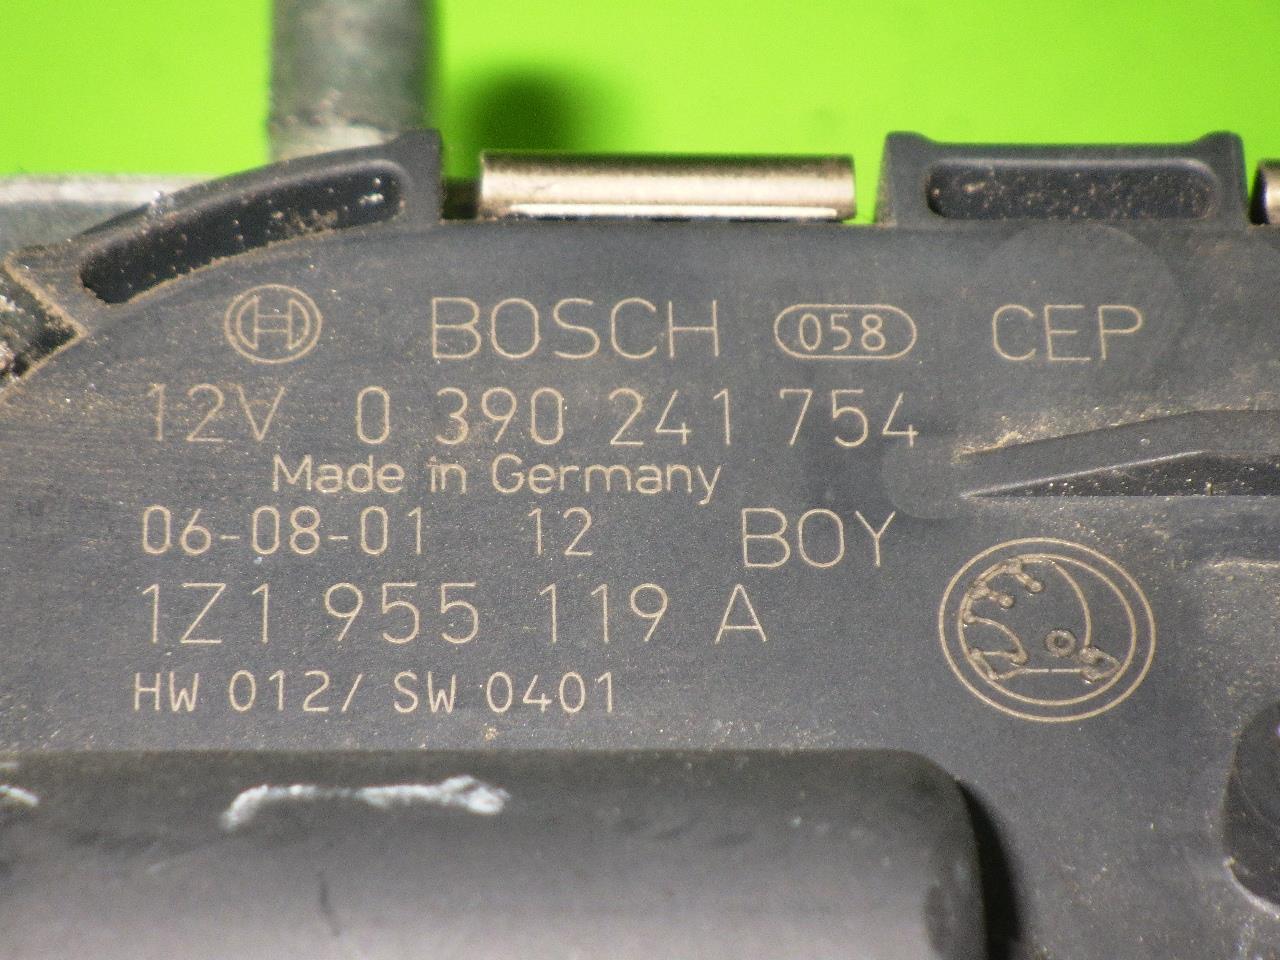 BOSCH 058 CEP
12V 0 390 241 754
Made in Germany
06-08-01 12 BOY
1Z1 955 119 A
HW 012/ SW 0401